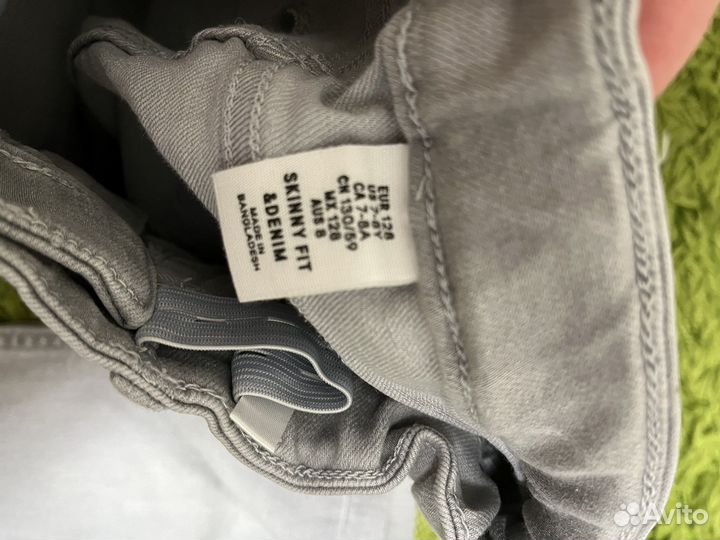 EUR 128
US 7-8Y
CA 7-8A
CH 130/59
MX 128
AUS 8
SKINNY FIT
&DENIM
MADE IN
BANGLADESH
Avito